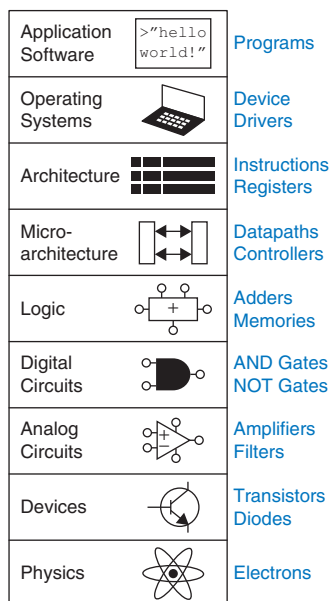 Application
Software
>"hello
world!"
Programs
Operating
Systems
Device
Drivers
Architecture
Instructions
Registers
Micro-
architecture
Datapaths
Controllers
Logic
+
Adders
Memories
Digital
Circuits
AND Gates
NOT Gates
Analog
Circuits
+
−
Amplifiers
Filters
Devices
Transistors
Diodes
Physics
Electrons